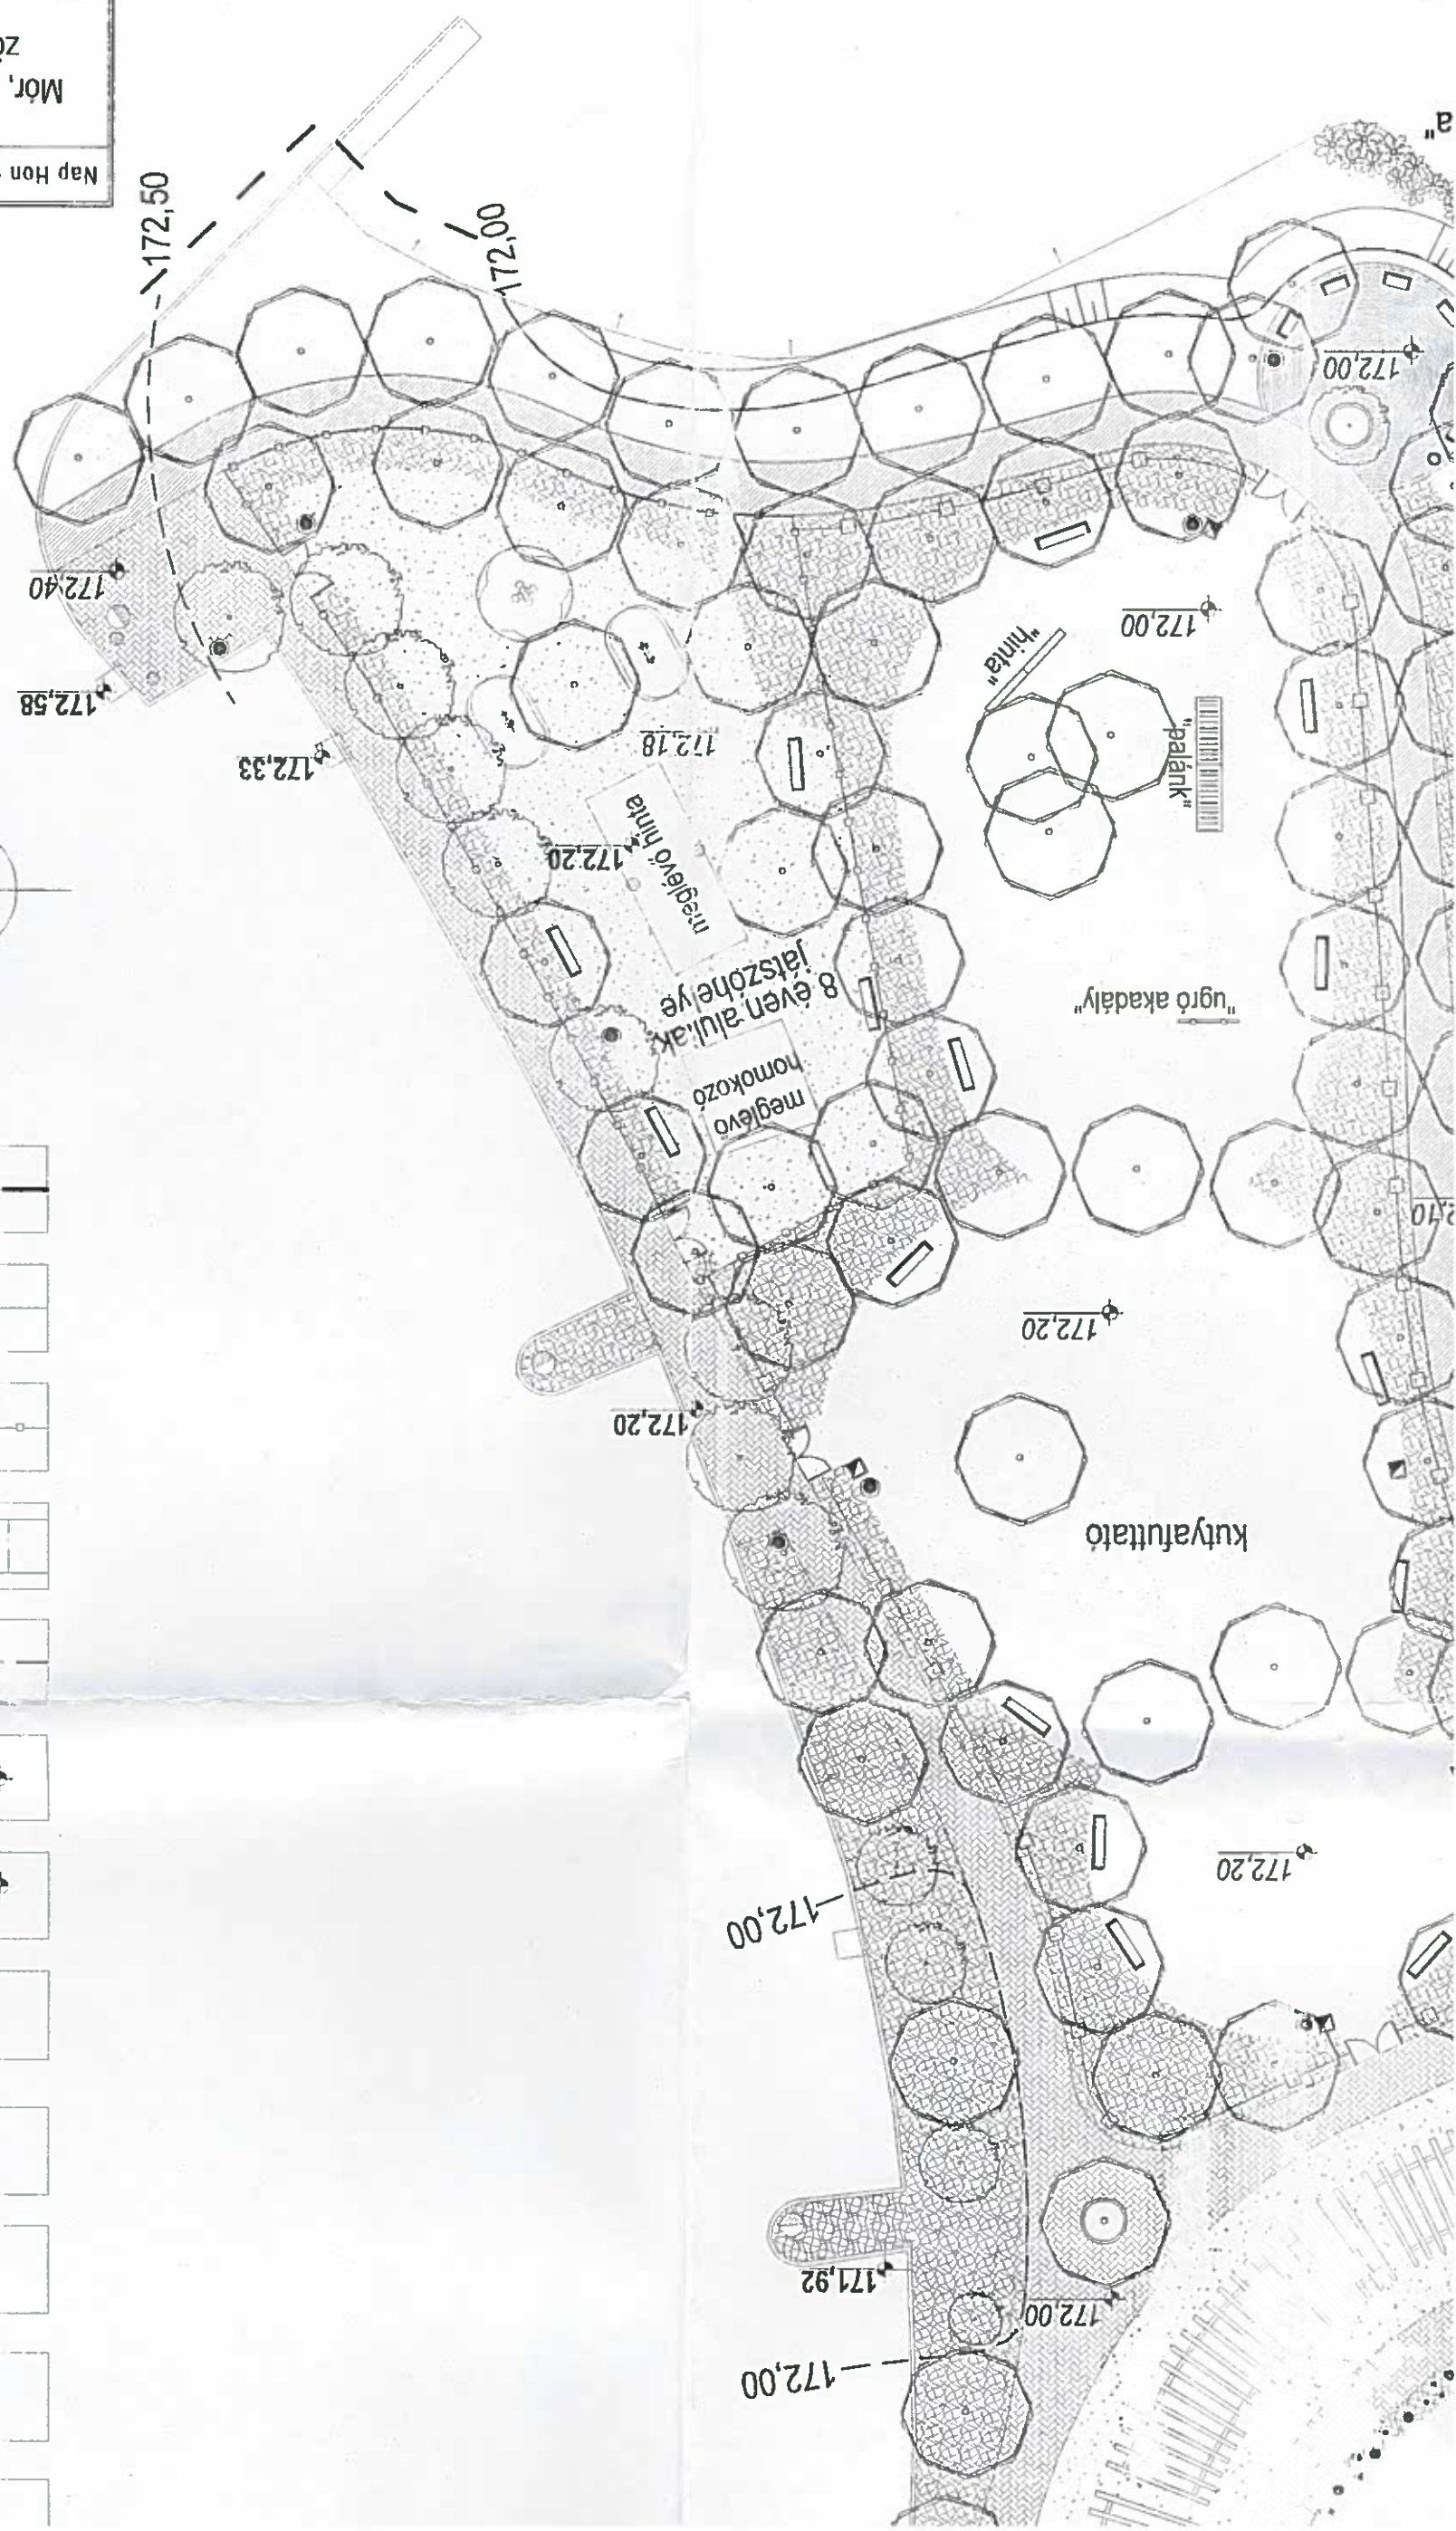 Mór,
Nap Hon
172,50
172,00
172,00
172,40
172,58
172,33
172,18
172,20
172,00
"hinta"
"palánk"
meglévő hinta
8 éven aluliak
játszóhelye
meglévő
homokozó
"ugró akadály"
172,20
172,20
kutyafuttató
172,20
172,00
171,92
172,00
172,00